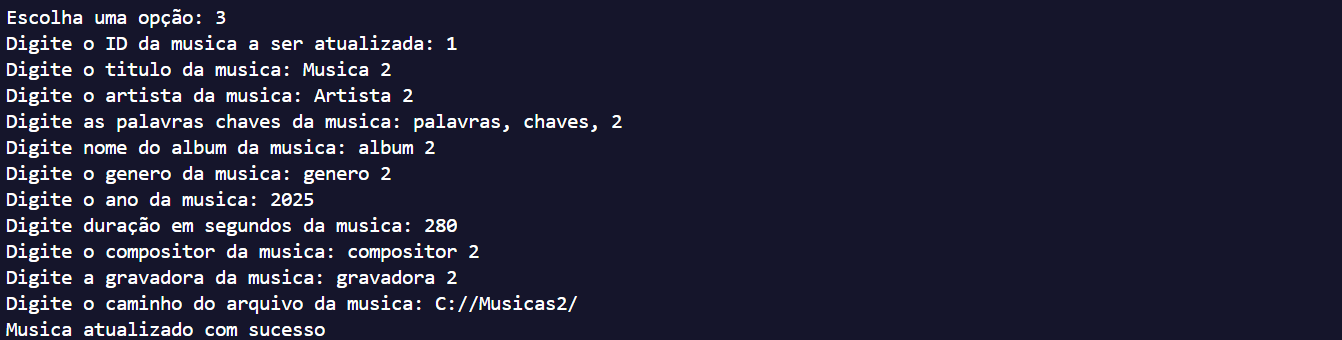 Escolha uma opção: 3
Digite o ID da musica a ser atualizada: 1
Digite o titulo da musica: Musica 2
Digite o artista da musica: Artista 2
Digite as palavras chaves da musica: palavras, chaves, 2
Digite nome do album da musica: album 2
Digite o genero da musica: genero 2
Digite o ano da musica: 2025
Digite duração em segundos da musica: 280
Digite o compositor da musica: compositor 2
Digite a gravadora da musica: gravadora 2
Digite o caminho do arquivo da musica: C://Musicas2/
Musica atualizado com sucesso